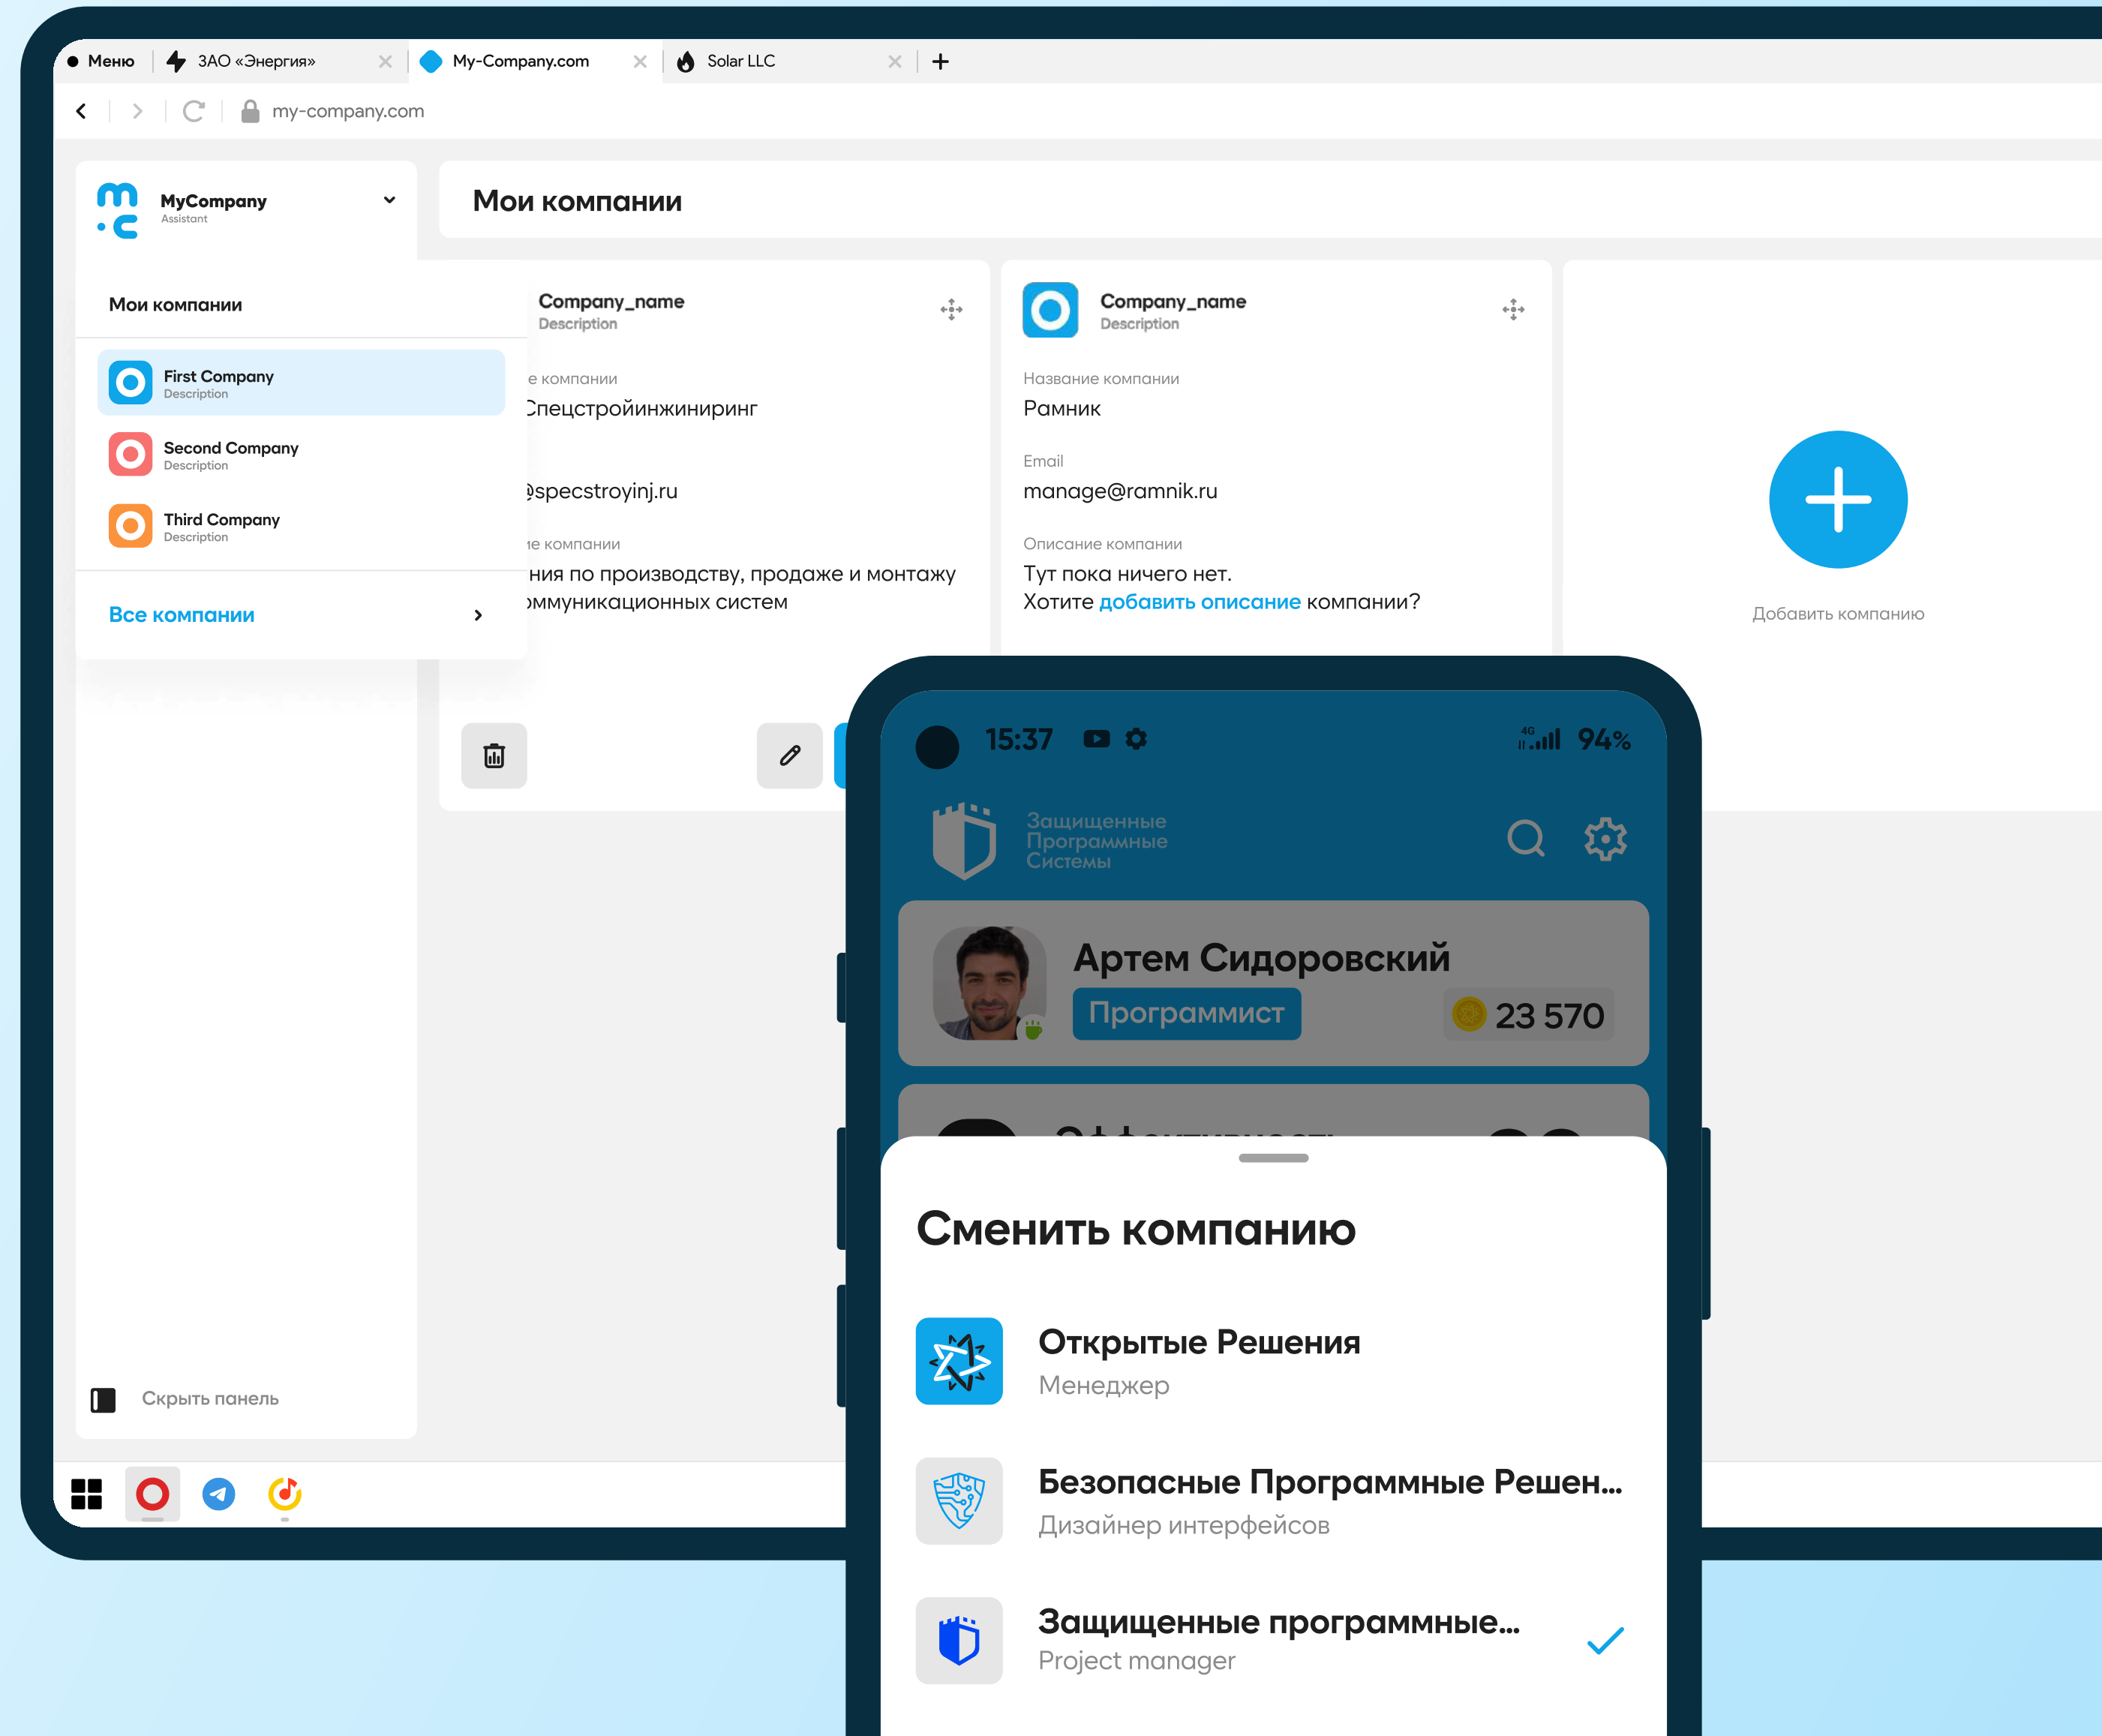 Меню
ЗАО «Энергия»
My-Company.com
Solar LLC
my-company.com
MyCompany
Assistant
Мои компании
Мои компании
First Company
Description
Second Company
Description
Third Company
Description
Все компании
Company_name
Description
компании
Спецстройинжиниринг
@specstroyinj.ru
компании
по производству, продаже и монтажу
систем
Company_name
Description
Название компании
Рамник
Email
manage@ramnik.ru
Описание компании
Тут пока ничего нет.
Хотите добавить описание компании?
Добавить компанию
Скрыть панель
15:37
4G
94%
Защищенные
Программные
Системы
Артем Сидоровский
Программист
23 570
Эффективность
Сменить компанию
Открытые Решения
Менеджер
Безопасные Программные Решен...
Дизайнер интерфейсов
Защищенные программные...
Project manager